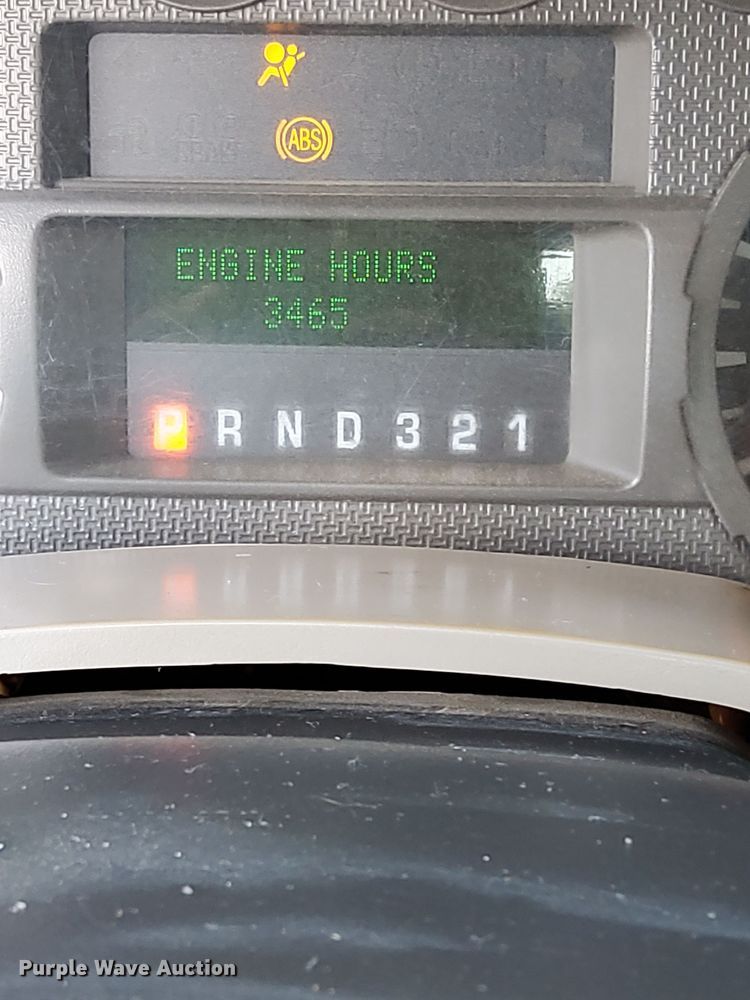 ABS
ENGINE HOURS
3465
P R N D 3 2 1
Purple Wave Auction